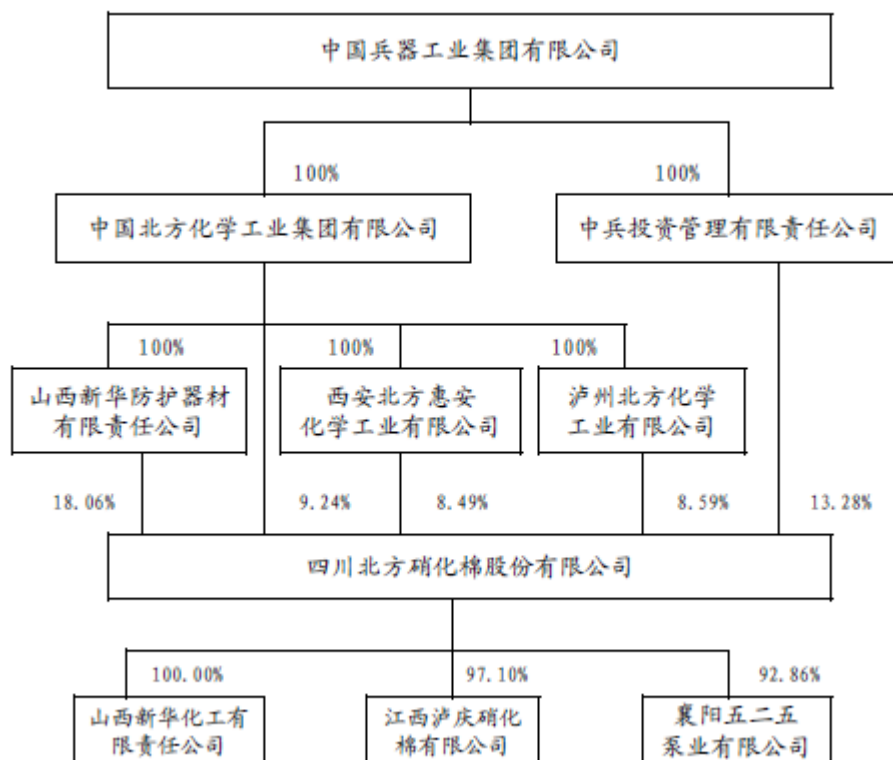 中国兵器工业集团有限公司
100%
100%
中国北方化学工业集团有限公司
中兵投资管理有限责任公司
100%
100%
100%
山西新华防护器材
有限责任公司
西安北方惠安
化学工业有限公司
泸州北方化学
工业有限公司
18.06%
9.24%
8.49%
8.59%
13.28%
四川北方硝化棉股份有限公司
100.00%
97.10%
92.86%
山西新华化工有
限责任公司
江西泸庆硝化
棉有限公司
襄阳五二五
泵业有限公司